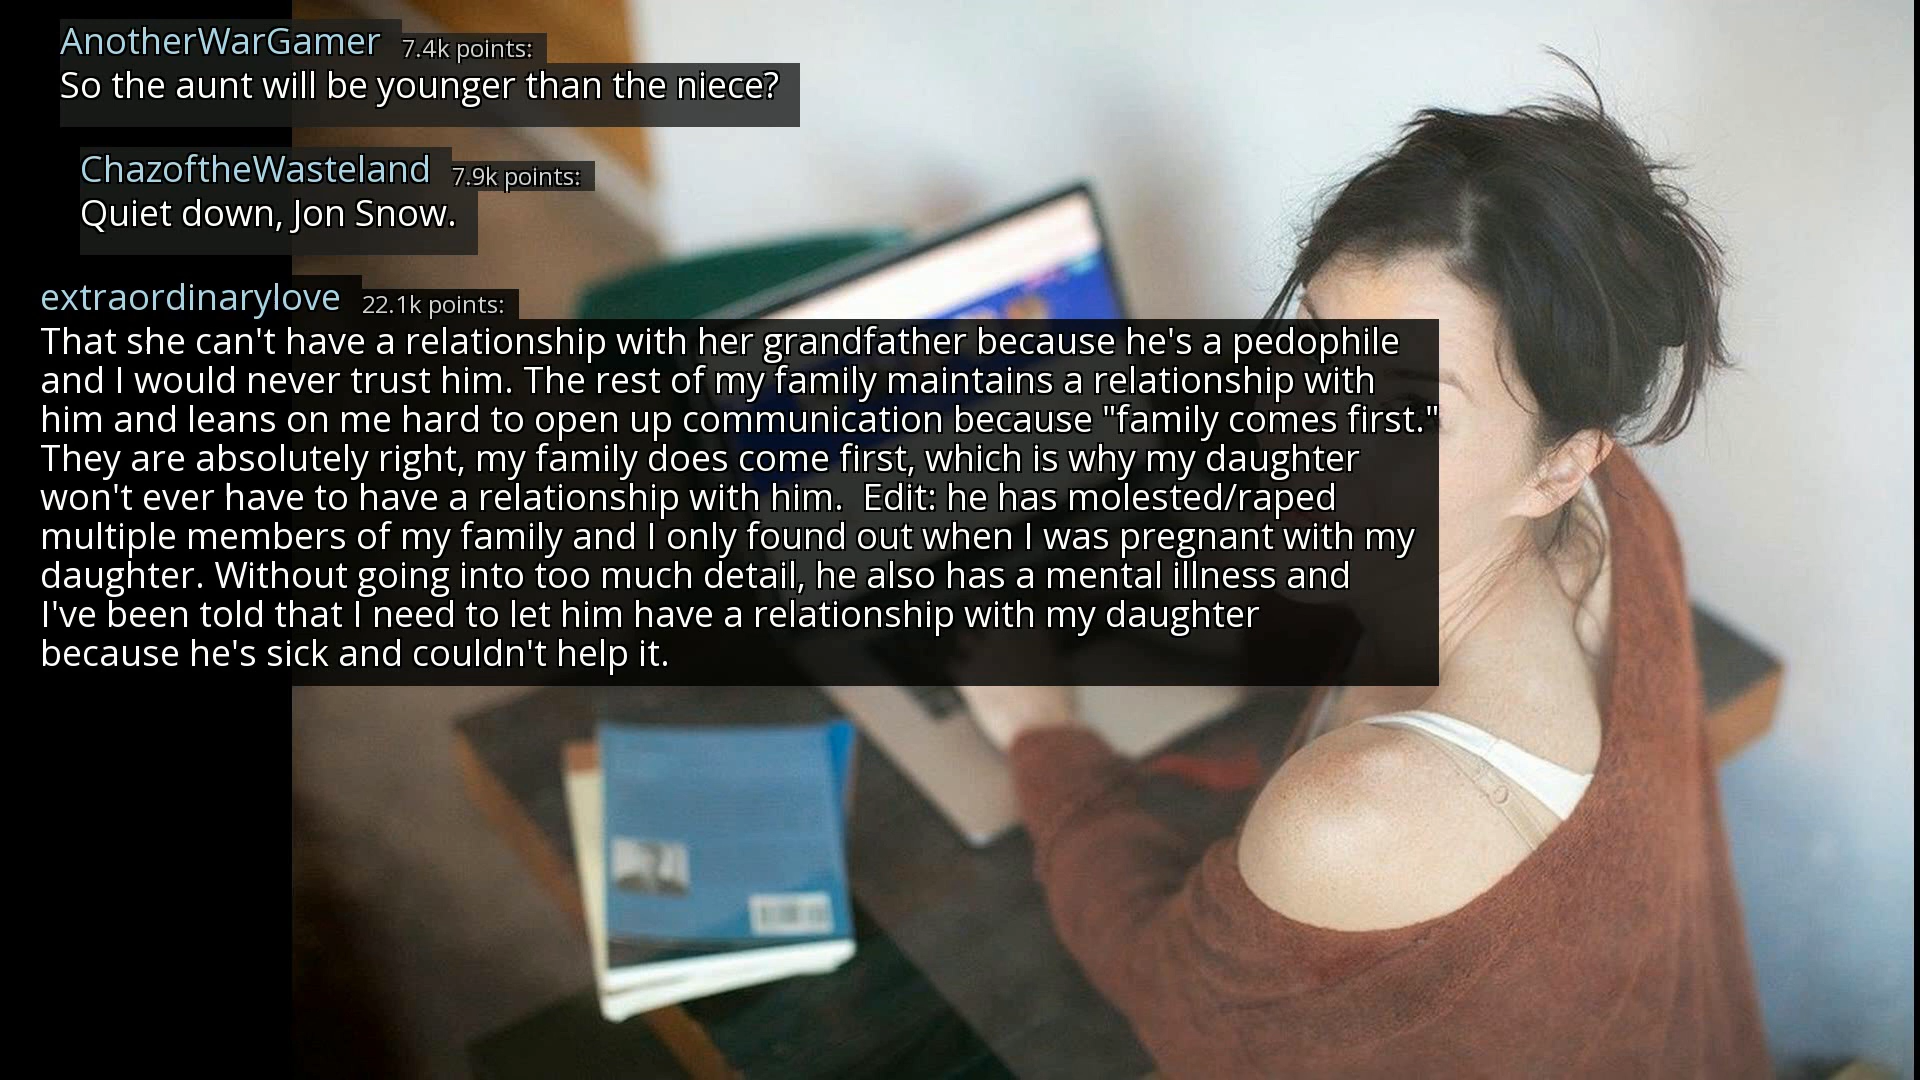 AnotherWarGamer 7.4k points:
So the aunt will be younger than the niece?
ChazoftheWasteland 7.9k points:
Quiet down, Jon Snow.
extraordinarylove 22.1k points:
That she can't have a relationship with her grandfather because he's a pedophile
and I would never trust him. The rest of my family maintains a relationship with
him and leans on me hard to open up communication because "family comes first."
They are absolutely right, my family does come first, which is why my daughter
won't ever have to have a relationship with him.  Edit: he has molested/raped
multiple members of my family and I only found out when I was pregnant with my
daughter. Without going into too much detail, he also has a mental illness and
I've been told that I need to let him have a relationship with my daughter
because he's sick and couldn't help it.